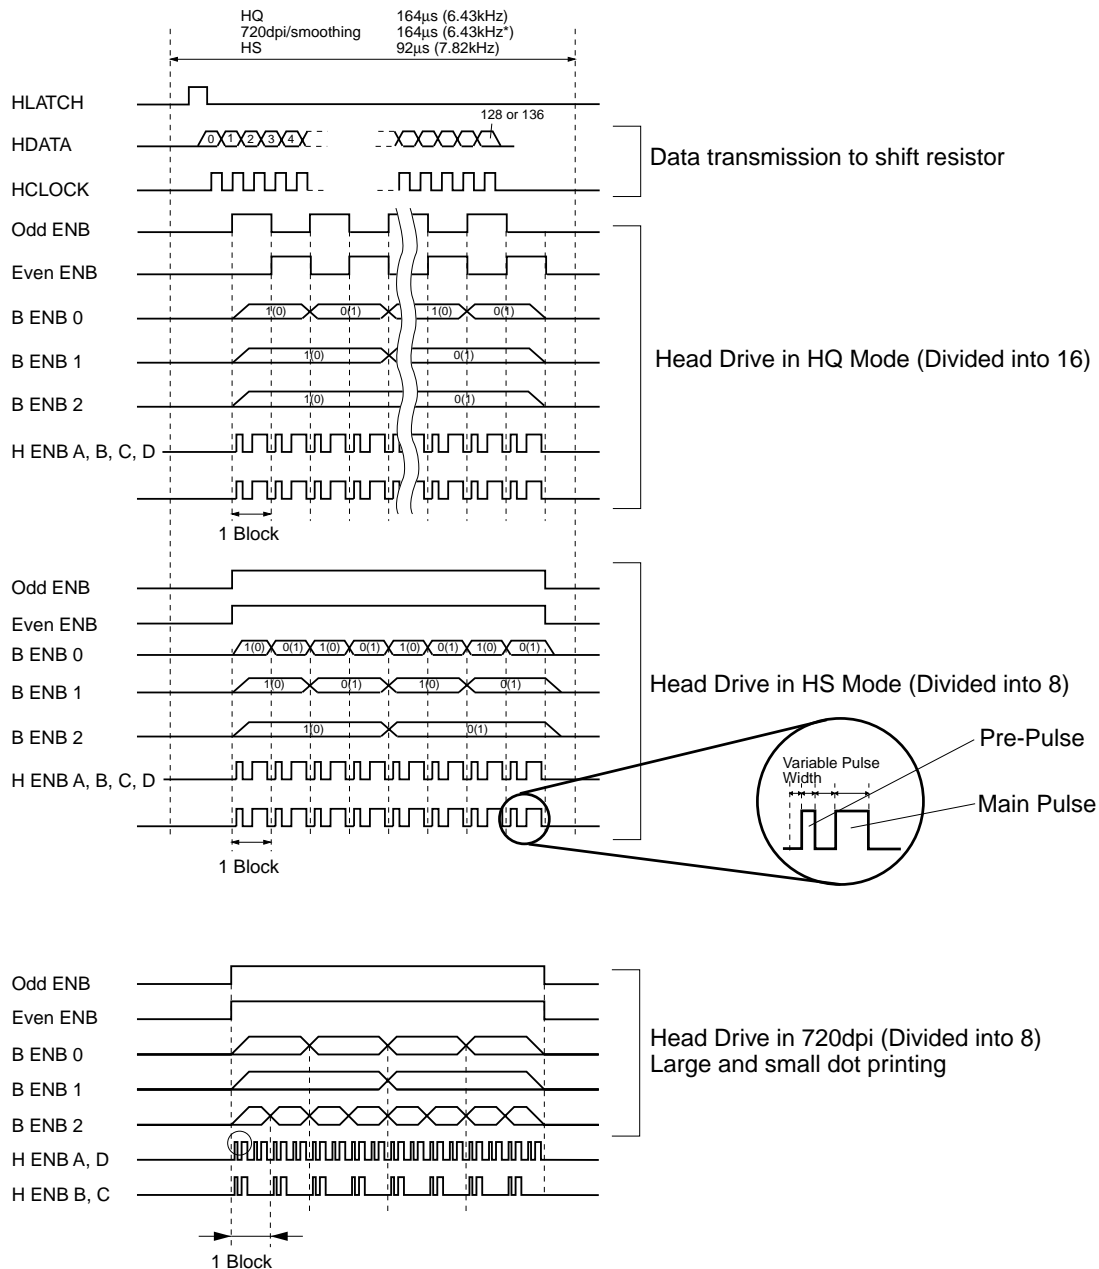 HQ 164µs (6.43kHz)
720dpi/smoothing 164µs (6.43kHz*)
HS 92µs (7.82kHz)
HLATCH
128 or 136
HDATA
0 1 2 3 4
Data transmission to shift resistor
HCLOCK
Odd ENB
Even ENB
B ENB 0
1(0) 0(1) 1(0) 0(1)
B ENB 1
1(0) 0(1)
Head Drive in HQ Mode (Divided into 16)
B ENB 2
1(0) 0(1)
H ENB A, B, C, D
1 Block
Odd ENB
Even ENB
B ENB 0
1(0) 0(1) 1(0) 0(1) 1(0) 0(1) 1(0) 0(1)
B ENB 1
1(0) 0(1) 1(0) 0(1)
Head Drive in HS Mode (Divided into 8)
B ENB 2
1(0) 0(1)
Pre-Pulse
Variable Pulse
Width
H ENB A, B, C, D
Main Pulse
1 Block
Odd ENB
Even ENB
B ENB 0
Head Drive in 720dpi (Divided into 8)
Large and small dot printing
B ENB 1
B ENB 2
H ENB A, D
H ENB B, C
1 Block